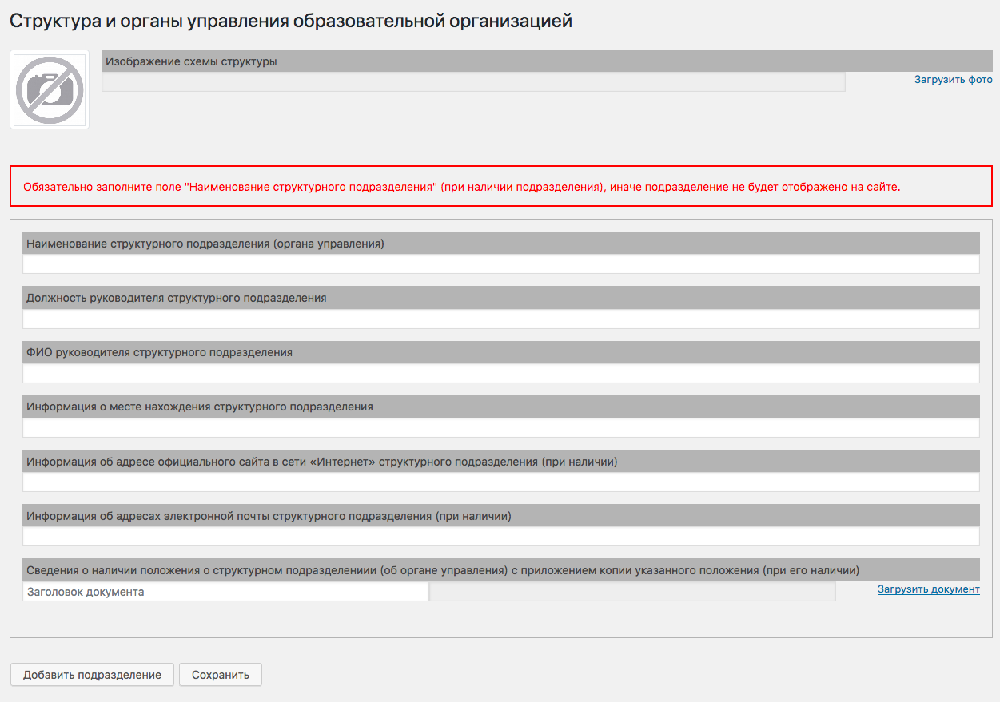 Структура и органы управления образовательной организацией
Изображение схемы структуры
Загрузить фото
Обязательно заполните поле "Наименование структурного подразделения" (при наличии подразделения), иначе подразделение не будет отображено на сайте.
Наименование структурного подразделения (органа управления)
Должность руководителя структурного подразделения
ФИО руководителя структурного подразделения
Информация о месте нахождения структурного подразделения
Информация об адресе официального сайта в сети «Интернет» структурного подразделения (при наличии)
Информация об адресах электронной почты структурного подразделения (при наличии)
Сведения о наличии положения о структурном подразделениии (об органе управления) с приложением копии указанного положения (при его наличии)
Заголовок документа
Загрузить документ
Добавить подразделение
Сохранить